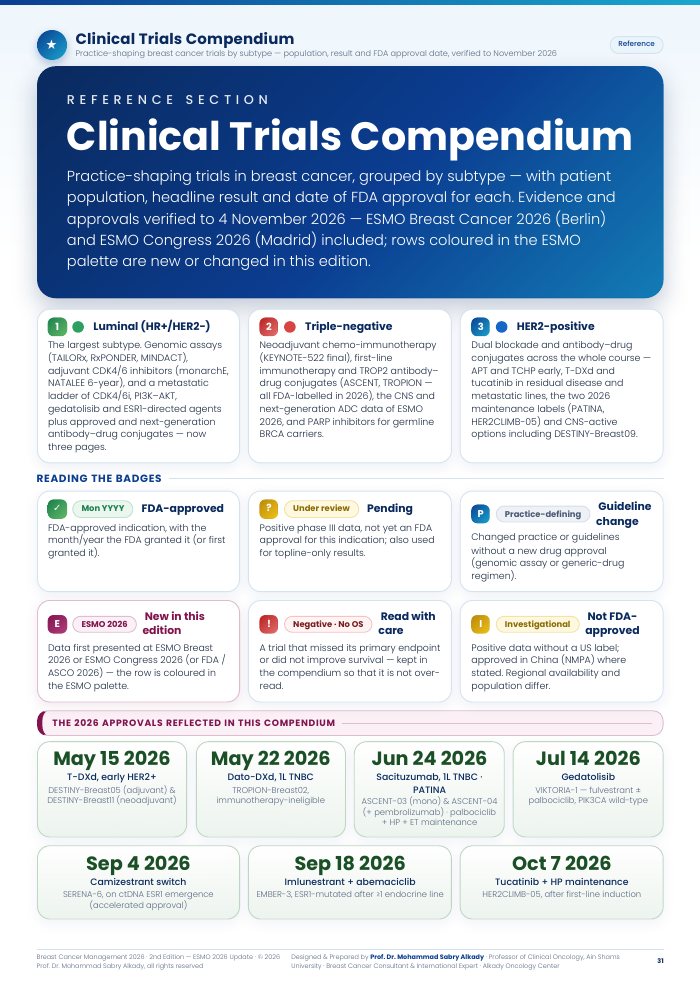 ★
Clinical Trials Compendium
Practice-shaping breast cancer trials by subtype — population, result and FDA approval date, verified to November 2026
Reference
REFERENCE SECTION
Clinical Trials Compendium
Practice-shaping trials in breast cancer, grouped by subtype — with patient
population, headline result and date of FDA approval for each. Evidence and
approvals verified to 4 November 2026 — ESMO Breast Cancer 2026 (Berlin)
and ESMO Congress 2026 (Madrid) included; rows coloured in the ESMO
palette are new or changed in this edition.
1 Luminal (HR+/HER2-)
The largest subtype. Genomic assays
(TAILORx, RxPONDER, MINDACT),
adjuvant CDK4/6 inhibitors (monarchE,
NATALEE 6-year), and a metastatic
ladder of CDK4/6i, PI3K–AKT,
gedatolisib and ESR1-directed agents
plus approved and next-generation
antibody–drug conjugates — now
three pages.
2 Triple-negative
Neoadjuvant chemo-immunotherapy
(KEYNOTE-522 final), first-line
immunotherapy and TROP2 antibody–
drug conjugates (ASCENT, TROPION —
all FDA-labelled in 2026), the CNS and
next-generation ADC data of ESMO
2026, and PARP inhibitors for germline
BRCA carriers.
3 HER2-positive
Dual blockade and antibody–drug
conjugates across the whole course —
APT and TCHP early, T-DXd and
tucatinib in residual disease and
metastatic lines, the two 2026
maintenance labels (PATINA,
HER2CLIMB-05) and CNS-active
options including DESTINY-Breast09.
READING THE BADGES
✓ Mon YYYY FDA-approved
FDA-approved indication, with the
month/year the FDA granted it (or first
granted it).
? Under review Pending
Positive phase III data, not yet an FDA
approval for this indication; also used
for topline-only results.
P Practice-defining Guideline
change
Changed practice or guidelines
without a new drug approval
(genomic assay or generic-drug
regimen).
E ESMO 2026 New in this
edition
Data first presented at ESMO Breast
2026 or ESMO Congress 2026 (or FDA /
ASCO 2026) — the row is coloured in
the ESMO palette.
! Negative · No OS Read with
care
A trial that missed its primary endpoint
or did not improve survival — kept in
the compendium so that it is not over-
read.
I Investigational Not FDA-
approved
Positive data without a US label;
approved in China (NMPA) where
stated. Regional availability and
population differ.
THE 2026 APPROVALS REFLECTED IN THIS COMPENDIUM
May 15 2026
T-DXd, early HER2+
DESTINY-Breast05 (adjuvant) &
DESTINY-Breast11 (neoadjuvant)
May 22 2026
Dato-DXd, 1L TNBC
TROPION-Breast02,
immunotherapy-ineligible
Jun 24 2026
Sacituzumab, 1L TNBC ·
PATINA
ASCENT-03 (mono) & ASCENT-04
(+ pembrolizumab) · palbociclib
+ HP + ET maintenance
Jul 14 2026
Gedatolisib
VIKTORIA-1 — fulvestrant ±
palbociclib, PIK3CA wild-type
Sep 4 2026
Camizestrant switch
SERENA-6, on ctDNA ESR1 emergence
(accelerated approval)
Sep 18 2026
Imlunestrant + abemaciclib
EMBER-3, ESR1-mutated after ≥1 endocrine line
Oct 7 2026
Tucatinib + HP maintenance
HER2CLIMB-05, after first-line induction
Breast Cancer Management 2026 · 2nd Edition — ESMO 2026 Update · © 2026
Prof. Dr. Mohammad Sabry Alkady, all rights reserved
Designed & Prepared by Prof. Dr. Mohammad Sabry Alkady · Professor of Clinical Oncology, Ain Shams
University · Breast Cancer Consultant & International Expert · Alkady Oncology Center
31